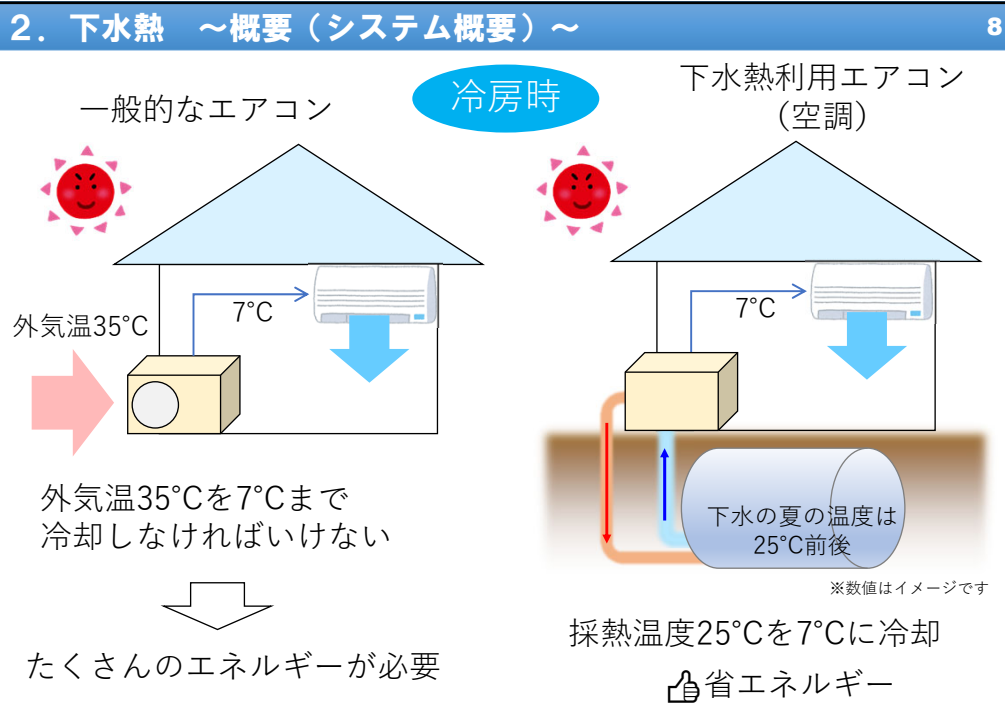 ２．下水熱　～概要（システム概要）～
8
冷房時
一般的なエアコン
外気温35°C
7°C
外気温35°Cを7°Cまで
冷却しなければいけない
たくさんのエネルギーが必要
下水熱利用エアコン
(空調)
7°C
下水の夏の温度は
25°C前後
※数値はイメージです
採熱温度25°Cを7°Cに冷却
省エネルギー